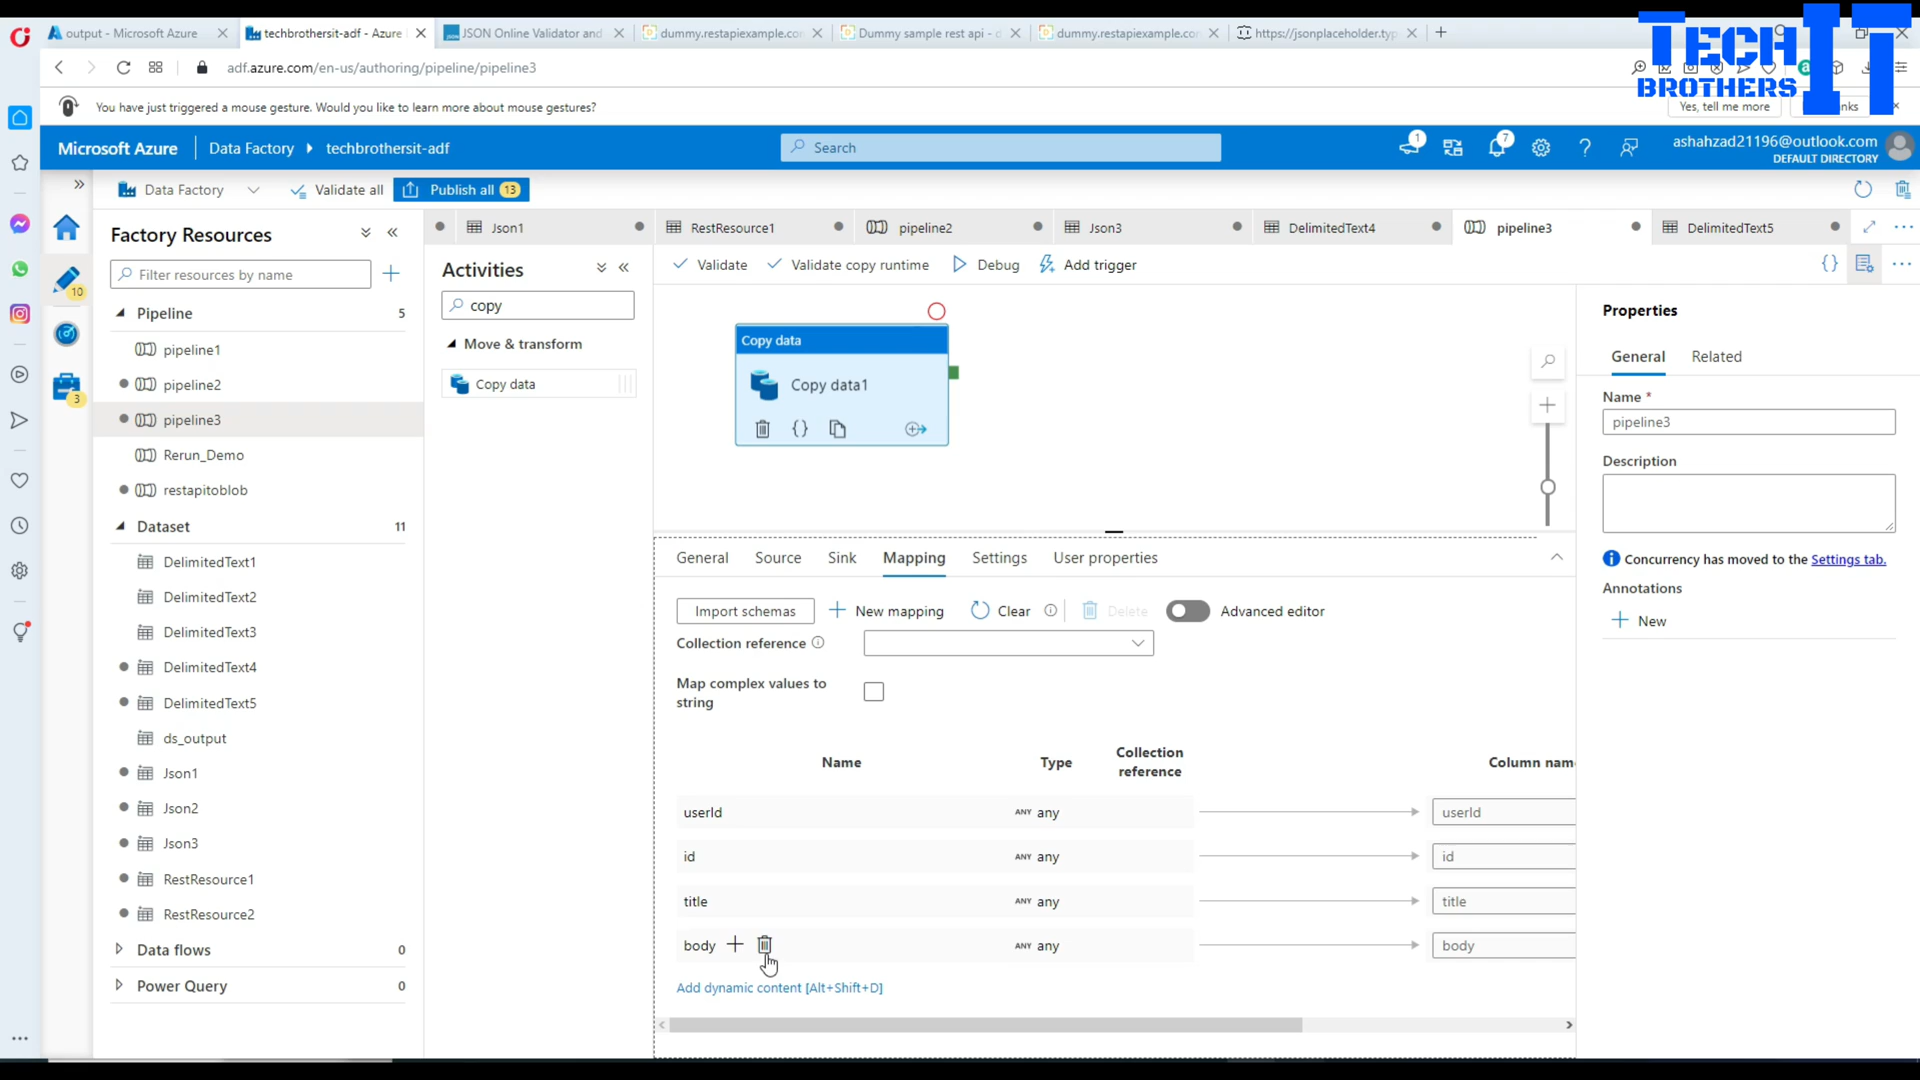 output - Microsoft Azure
techbrothersit-adf - Azure
JSON Online Validator and
dummy.restapiexample.co
Dummy sample rest api - d
dummy.restapiexample.co
https://jsonplaceholder.typ
TECH IT
BROTHERS
adf.azure.com/en-us/authoring/pipeline/pipeline3
You have just triggered a mouse gesture. Would you like to learn more about mouse gestures?
Yes, tell me more
Microsoft Azure
Data Factory
techbrothersit-adf
Search
1
7
ashahzad21196@outlook.com
DEFAULT DIRECTORY
Data Factory
Validate all
Publish all 13
Json1
RestResource1
pipeline2
Json3
DelimitedText4
pipeline3
DelimitedText5
Factory Resources
Filter resources by name
10
3
Pipeline 5
pipeline1
pipeline2
pipeline3
Rerun_Demo
restapitoblob
Dataset 11
DelimitedText1
DelimitedText2
DelimitedText3
DelimitedText4
DelimitedText5
ds_output
Json1
Json2
Json3
RestResource1
RestResource2
Data flows 0
Power Query 0
Activities
copy
Move & transform
Copy data
Validate
Validate copy runtime
Debug
Add trigger
Copy data
Copy data1
General
Source
Sink
Mapping
Settings
User properties
Import schemas
New mapping
Clear
Delete
Advanced editor
Collection reference
Map complex values to
string
Name
Type
Collection
reference
Column nam
userId ANY any userId
id ANY any id
title ANY any title
body ANY any body
Add dynamic content [Alt+Shift+D]
Properties
General
Related
Name *
pipeline3
Description
Concurrency has moved to the Settings tab.
Annotations
New